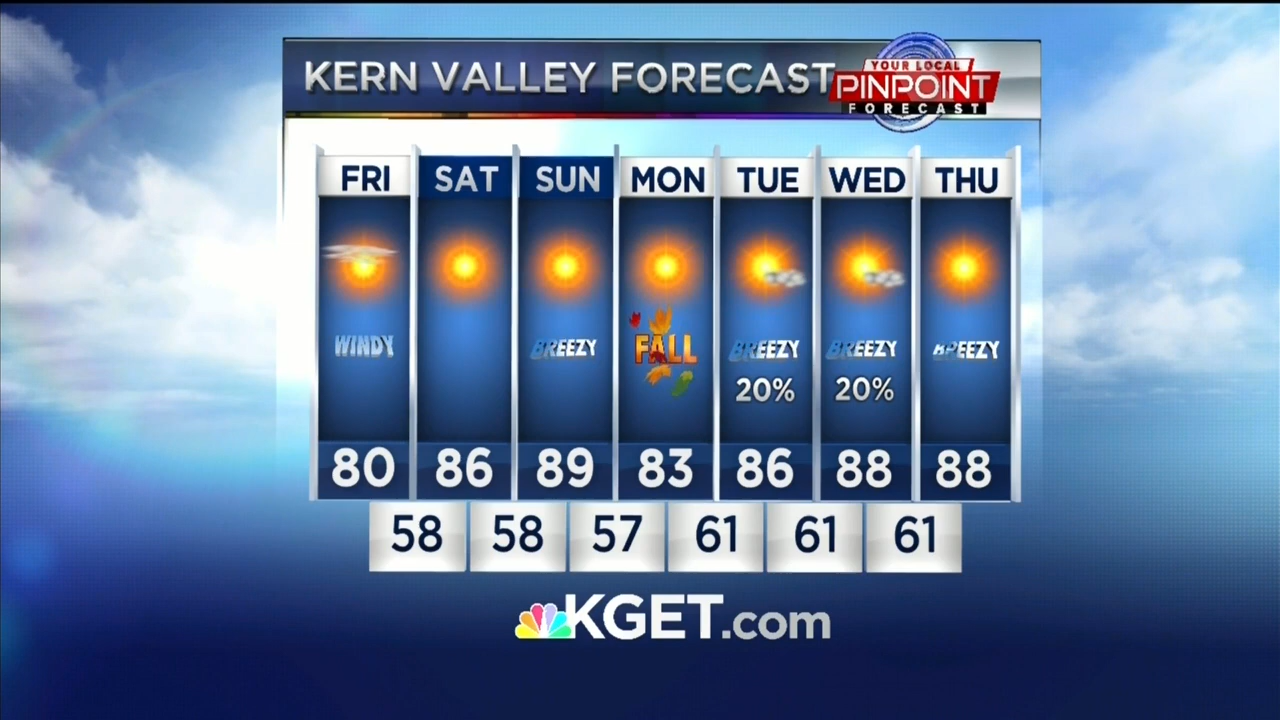 KERN VALLEY FORECAST
YOUR LOCAL
PINPOINT
FORECAST
FRI SAT SUN MON TUE WED THU
WINDY BREEZY FALL BREEZY BREEZY BREEZY
20% 20%
80 86 89 83 86 88 88
58 58 57 61 61 61
KGET.com